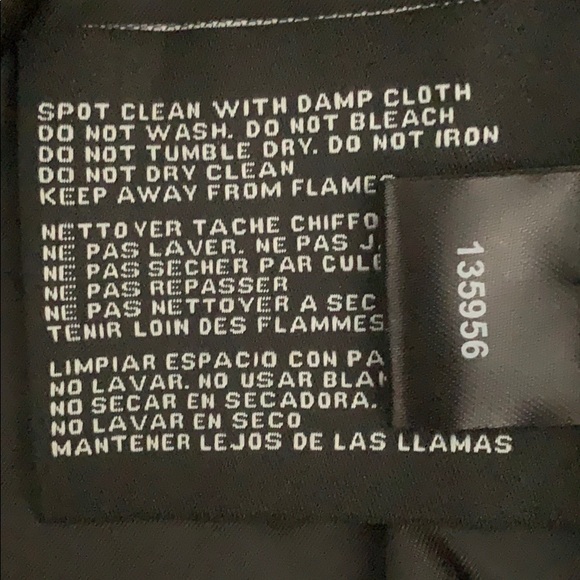 SPOT CLEAN WITH DAMP CLOTH
DO NOT WASH. DO NOT BLEACH
DO NOT TUMBLE DRY. DO NOT IRON
DO NOT DRY CLEAN
KEEP AWAY FROM
NETTOYER TACHE
NE PAS LAVER. NE PAS
NE PAS SECHER PAR
NE PAS REPASSER
NE PAS NETTOYER A SEC
TENIR LOIN DES FLAMMES
LIMPIAR ESPACIO CON
NO LAVAR. NO USAR
NO SECAR EN SECADORA.
NO LAVAR EN SECO
MANTENER LEJOS DE LAS LLAMAS
135956